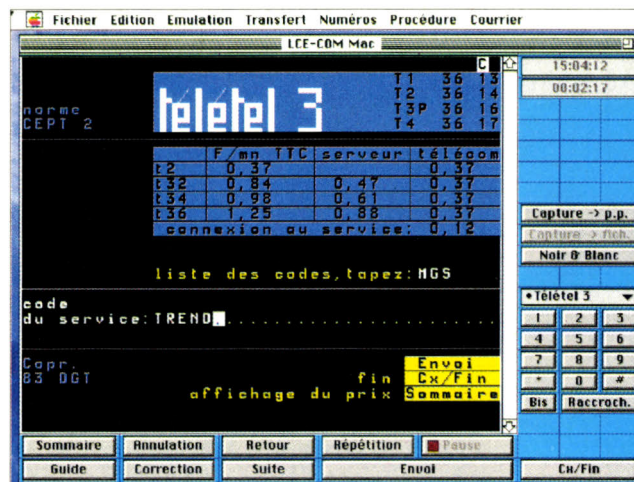 Fichier Edition Emulation Transfert Numéros Procédure Courrier
LCE-COM Mac
C
15:04:12
00:02:17
norme
CEPT 2
télétel 3
T1 36 13
T2 36 14
T3P 36 16
T4 36 17
F/mn TTC serveur télécom
t2 0,37 0,37
t32 0,84 0,47 0,37
t34 0,98 0,61 0,37
t36 1,25 0,88 0,37
connexion au service: 0,12
liste des codes,tapez:MGS
code
du service:TREND
Copr.
83 DGT
Envoi
fin Cx/Fin
affichage du prix Sommaire
Capture -> p.p.
Capture -> fich.
Noir & Blanc
•Télétel 3
1 2 3
4 5 6
7 8 9
* 0 #
Bis Raccroch.
Sommaire Annulation Retour Répétition Pause
Guide Correction Suite Envoi Cx/Fin